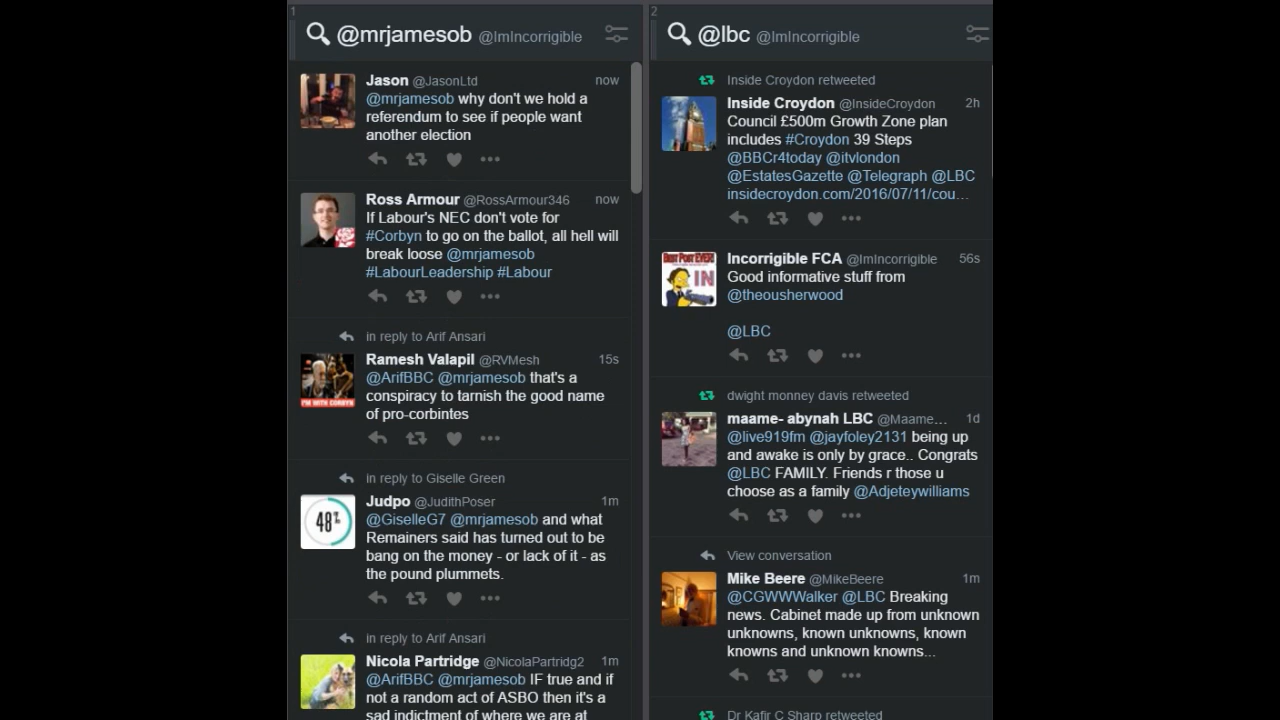 1
@mrjamesob @ImIncorrigible
Jason @JasonLtd now
@mrjamesob why don't we hold a
referendum to see if people want
another election
Ross Armour @RossArmour346 now
If Labour's NEC don't vote for
#Corbyn to go on the ballot, all hell will
break loose @mrjamesob
#LabourLeadership #Labour
in reply to Arif Ansari
Ramesh Valapil @RVMesh 15s
@ArifBBC @mrjamesob that's a
conspiracy to tarnish the good name
of pro-corbintes
I'M WITH CORBYN
in reply to Giselle Green
Judpo @JudithPoser 1m
48%
@GiselleG7 @mrjamesob and what
Remainers said has turned out to be
bang on the money - or lack of it - as
the pound plummets.
in reply to Arif Ansari
Nicola Partridge @NicolaPartridg2 1m
@ArifBBC @mrjamesob IF true and if
not a random act of ASBO then it's a
sad indictment of where we are at
2
@lbc @ImIncorrigible
Inside Croydon retweeted
Inside Croydon @InsideCroydon 2h
Council £500m Growth Zone plan
includes #Croydon 39 Steps
@BBCr4today @itvlondon
@EstatesGazette @Telegraph @LBC
insidecroydon.com/2016/07/11/cou…
Incorrigible FCA @ImIncorrigible 56s
BEST POST EVER!
IN
Good informative stuff from
@theousherwood
@LBC
dwight monney davis retweeted
maame- abynah LBC @Maame… 1d
@live919fm @jayfoley2131 being up
and awake is only by grace.. Congrats
@LBC FAMILY. Friends r those u
choose as a family @Adjeteywilliams
View conversation
Mike Beere @MikeBeere 1m
@CGWWalker @LBC Breaking
news. Cabinet made up from unknown
unknowns, known unknowns, known
knowns and unknown knowns...
Dr Kafir C Sharp retweeted